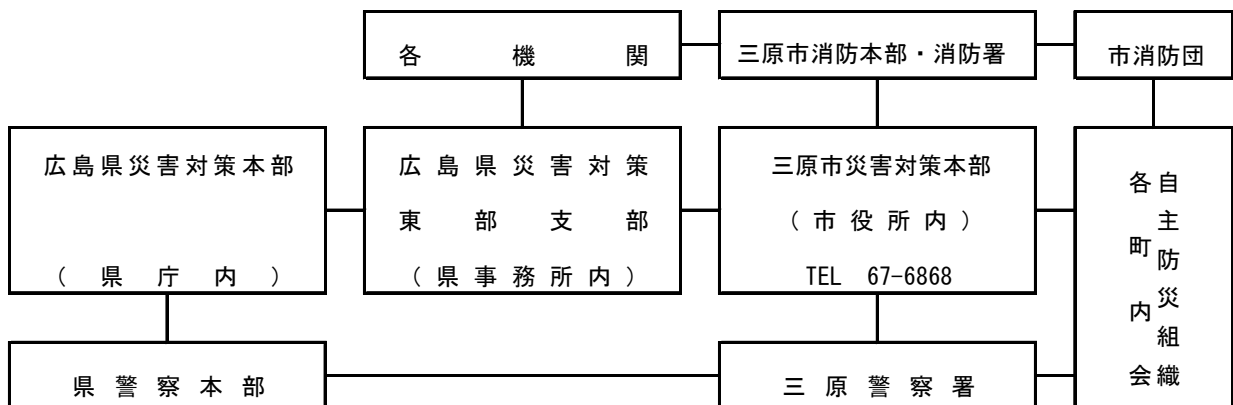 各機関
三原市消防本部・消防署
市消防団
広島県災害対策本部
(県庁内)
広島県災害対策
東部支部
(県事務所内)
三原市災害対策本部
(市役所内)
TEL 67-6868
自主防災組織
各町内会
県警察本部
三原警察署